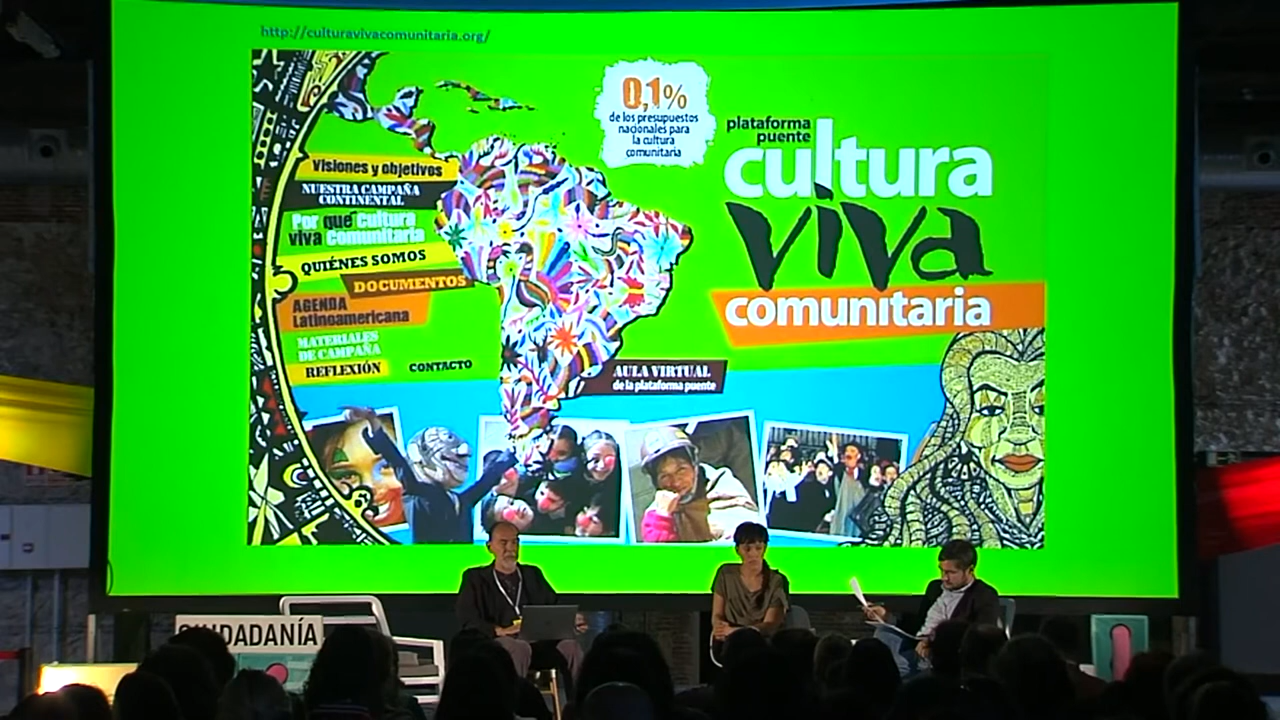 http://culturavivacomunitaria.org/
0,1%
de los presupuestos
nacionales para
la cultura
comunitaria
plataforma
puente
cultura
viva
comunitaria
Visiones y objetivos
NUESTRA CAMPAÑA
CONTINENTAL
Por qué Cultura
viva Comunitaria
QUIÉNES SOMOS
DOCUMENTOS
AGENDA
Latinoamericana
MATERIALES
DE CAMPAÑA
REFLEXIÓN
CONTACTO
AULA VIRTUAL
de la plataforma puente
CIUDADANÍA